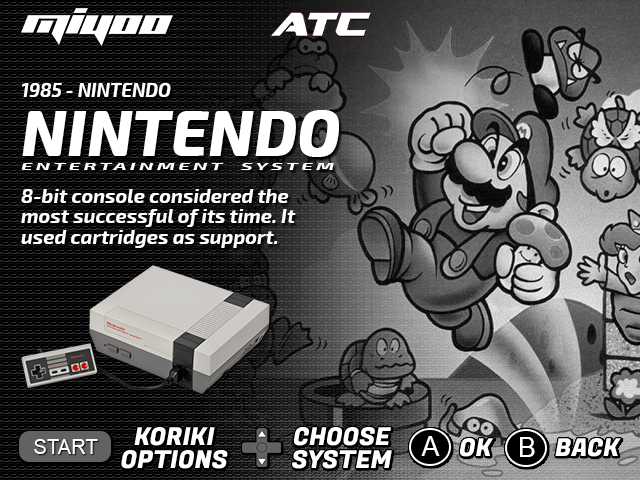 miyoo
ATC
1985 - NINTENDO
NINTENDO
ENTERTAINMENT SYSTEM
8-bit console considered the
most successful of its time. It
used cartridges as support.
START
KORIKI
OPTIONS
CHOOSE
SYSTEM
A OK
B BACK